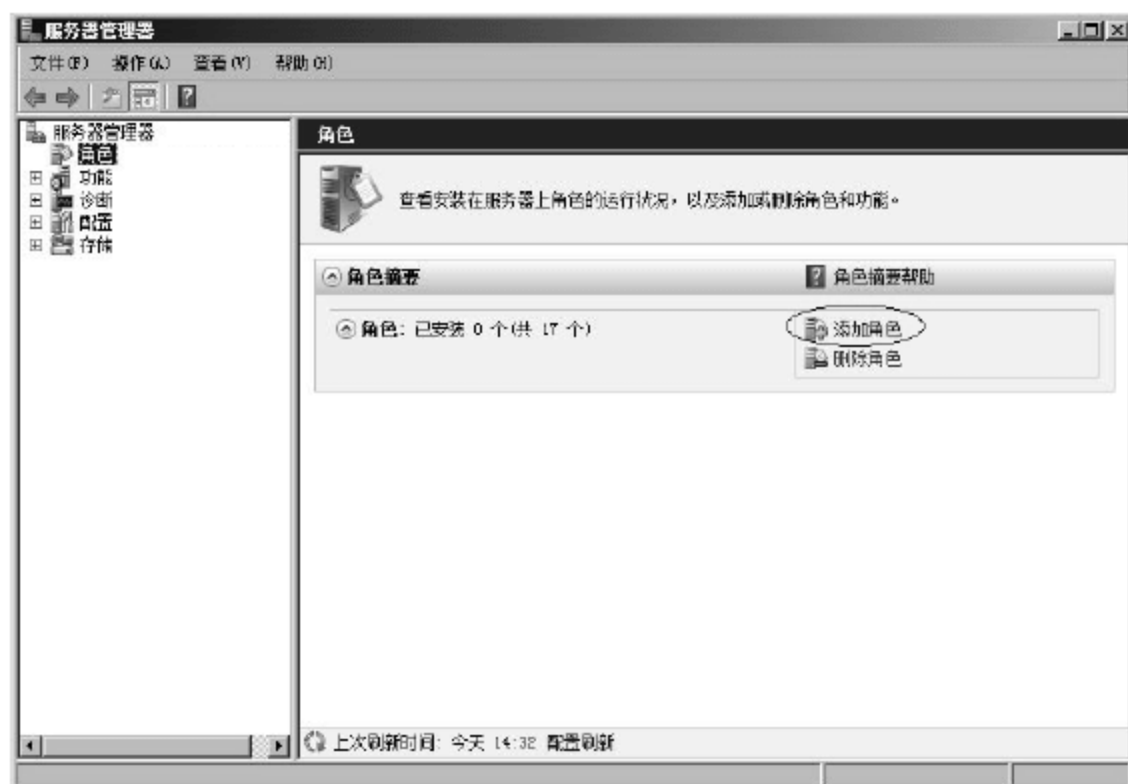 服务器管理器
文件(F) 操作(A) 查看(V) 帮助(H)
服务器管理器
角色
功能
诊断
配置
存储
角色
查看安装在服务器上角色的运行状况，以及添加或删除角色和功能。
角色摘要
角色摘要帮助
角色: 已安装 0 个(共 17 个)
添加角色
删除角色
上次刷新时间: 今天 14:32 配置刷新